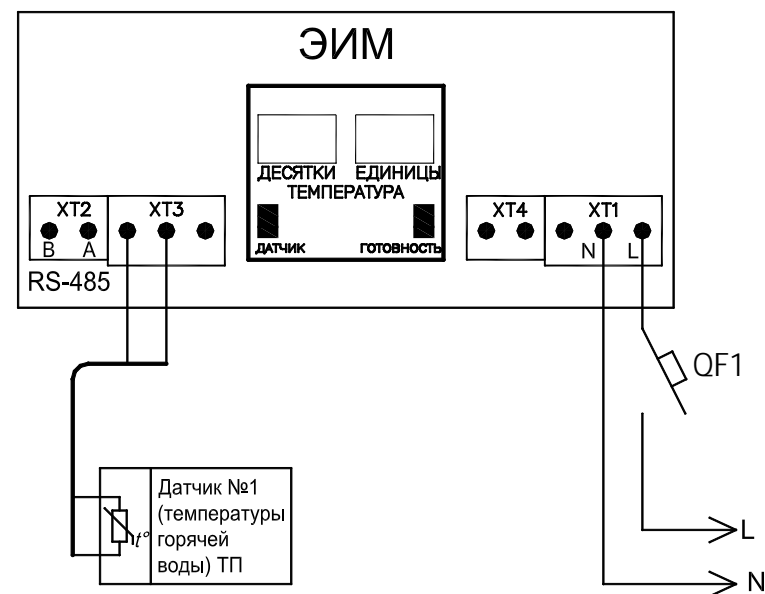 ЭИМ
ДЕСЯТКИ ЕДИНИЦЫ
ТЕМПЕРАТУРА
ДАТЧИК ГОТОВНОСТЬ
XT2 XT3
B A
RS-485
XT4 XT1
N L
QF1
Датчик №1
(температуры
горячей
воды) ТП
t°
L
N